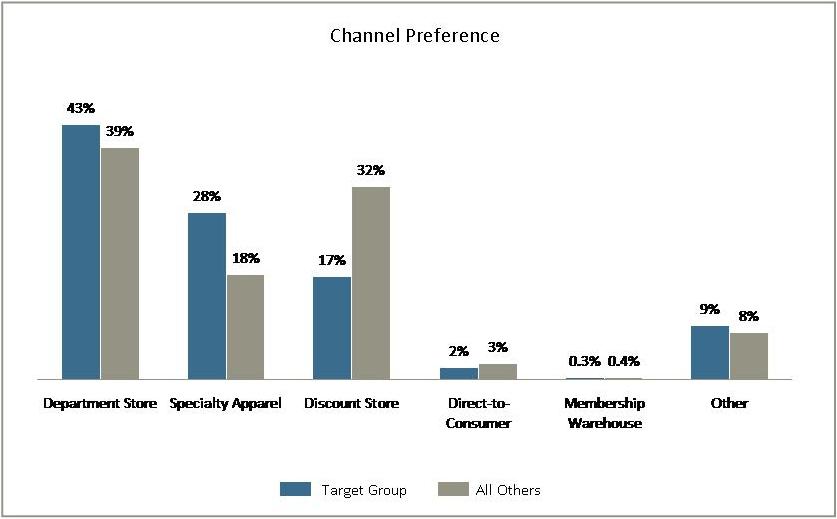 Channel Preference
43%
39%
28%
18%
17%
32%
2%
3%
0.3% 0.4%
9%
8%
Department Store Specialty Apparel Discount Store Direct-to- Membership Other
Consumer Warehouse
Target Group All Others